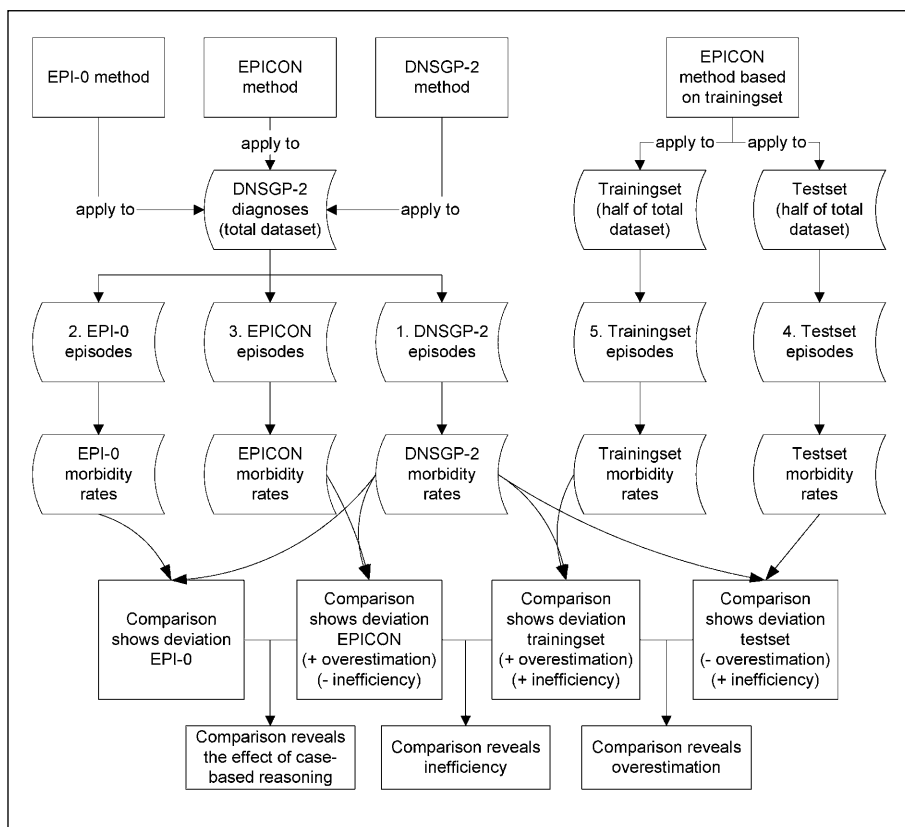 EPI-0 method
EPICON
method
DNSGP-2
method
EPICON
method based
on trainingset
apply to
apply to
apply to
DNSGP-2
diagnoses
(total dataset)
Trainingset
(half of total
dataset)
Testset
(half of total
dataset)
apply to
apply to
2. EPI-0
episodes
3. EPICON
episodes
1. DNSGP-2
episodes
5. Trainingset
episodes
4. Testset
episodes
EPI-0
morbidity
rates
EPICON
morbidity
rates
DNSGP-2
morbidity
rates
Trainingset
morbidity
rates
Testset
morbidity
rates
Comparison
shows deviation
EPI-0
Comparison
shows deviation
EPICON
(+ overestimation)
(- inefficiency)
Comparison
shows deviation
trainingset
(+ overestimation)
(+ inefficiency)
Comparison
shows deviation
testset
(- overestimation)
(+ inefficiency)
Comparison reveals
the effect of case-
based reasoning
Comparison reveals
inefficiency
Comparison reveals
overestimation